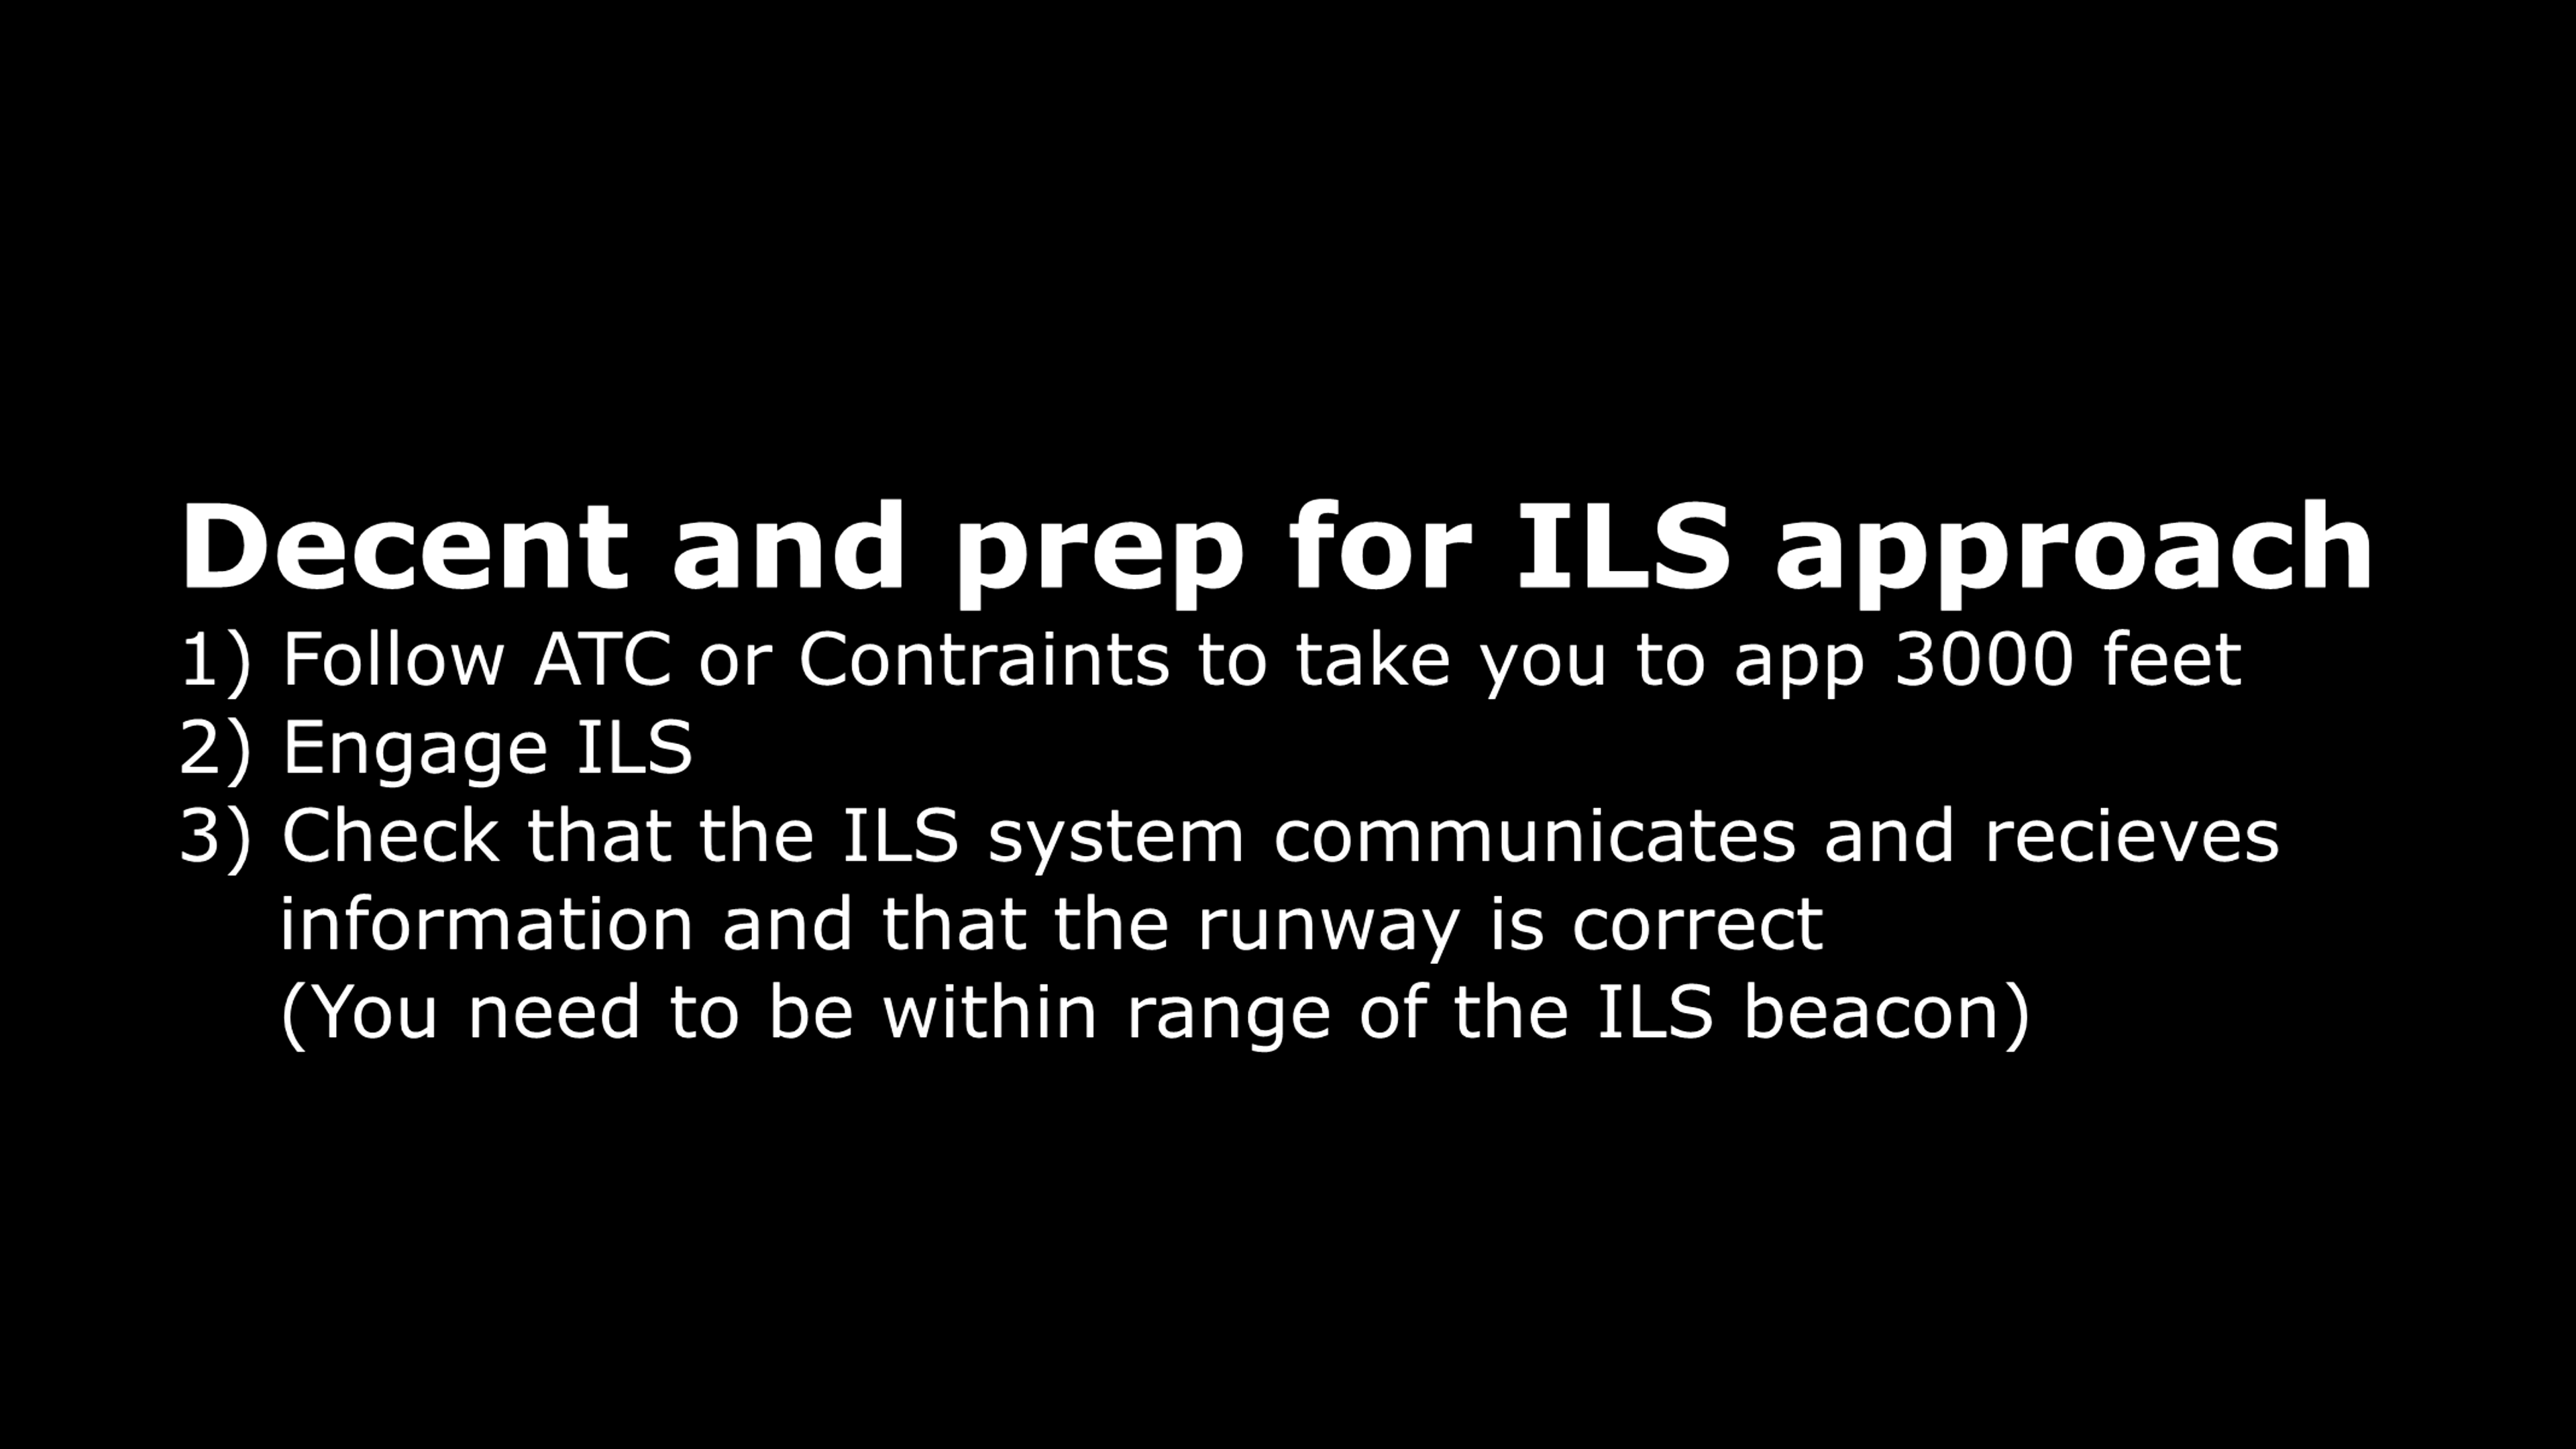 Decent and prep for ILS approach
1) Follow ATC or Contraints to take you to app 3000 feet
2) Engage ILS
3) Check that the ILS system communicates and recieves
information and that the runway is correct
(You need to be within range of the ILS beacon)